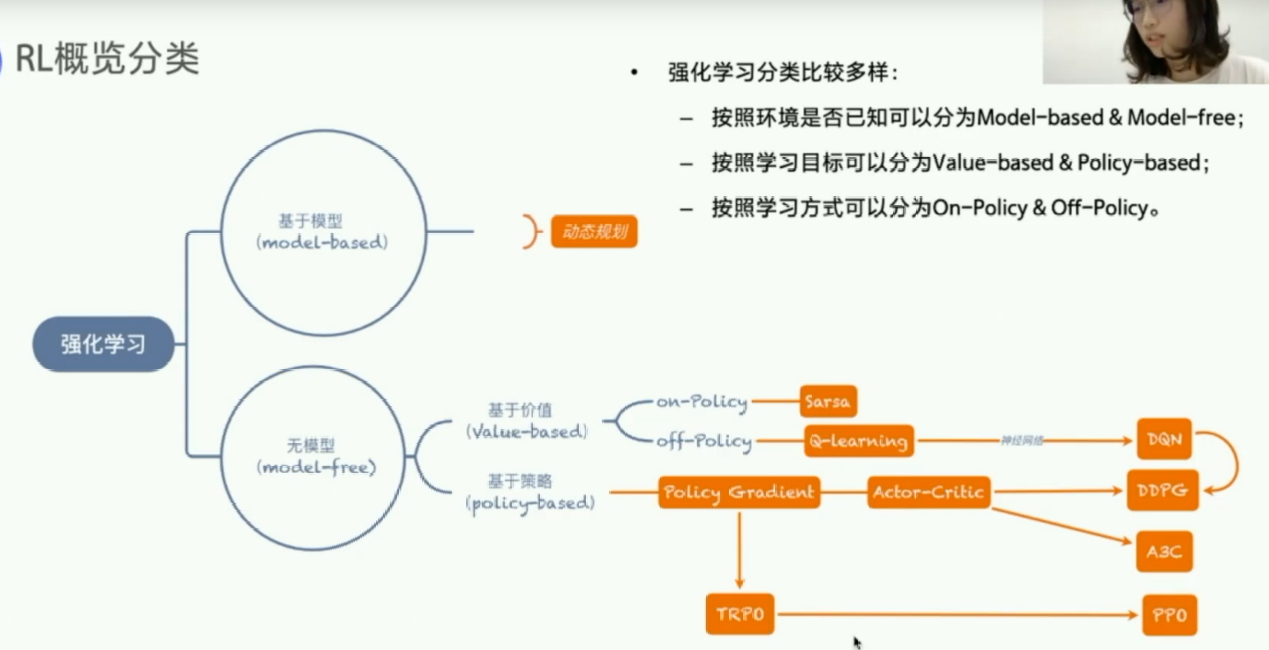 RL概览分类
• 强化学习分类比较多样：
– 按照环境是否已知可以分为Model-based & Model-free；
– 按照学习目标可以分为Value-based & Policy-based；
– 按照学习方式可以分为On-Policy & Off-Policy。
基于模型
(model-based)
动态规划
强化学习
无模型
(model-free)
基于价值
(Value-based)
on-Policy
Sarsa
off-Policy
Q-learning
神经网络
DQN
基于策略
(policy-based)
Policy Gradient
Actor-Critic
DDPG
A3C
TRPO
PPO